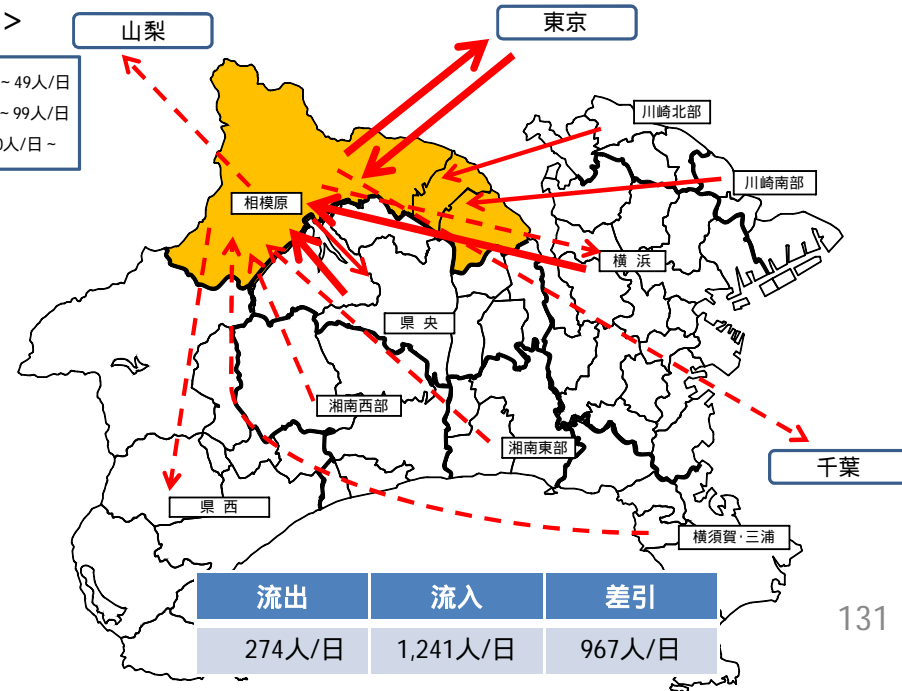 >
山梨
東京
~ 49人/日
~ 99人/日
0人/日 ~
川崎北部
川崎南部
相模原
横 浜
県 央
湘南西部
湘南東部
千葉
県 西
横須賀・三浦
流出 流入 差引
274人/日 1,241人/日 967人/日
131